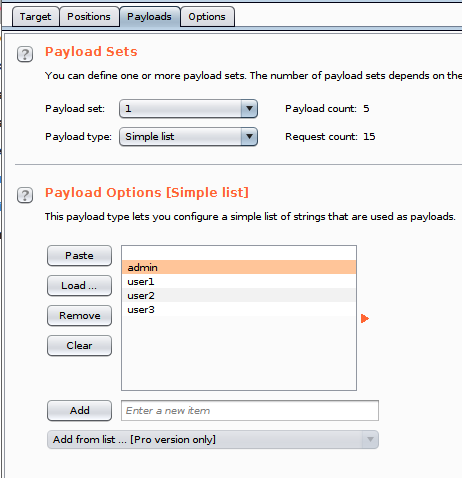 Target Positions Payloads Options
? Payload Sets
You can define one or more payload sets. The number of payload sets depends on the
Payload set: 1 Payload count: 5
Payload type: Simple list Request count: 15
? Payload Options [Simple list]
This payload type lets you configure a simple list of strings that are used as payloads.
Paste
admin
Load ...
user1
user2
Remove
user3
Clear
Add Enter a new item
Add from list ... [Pro version only]